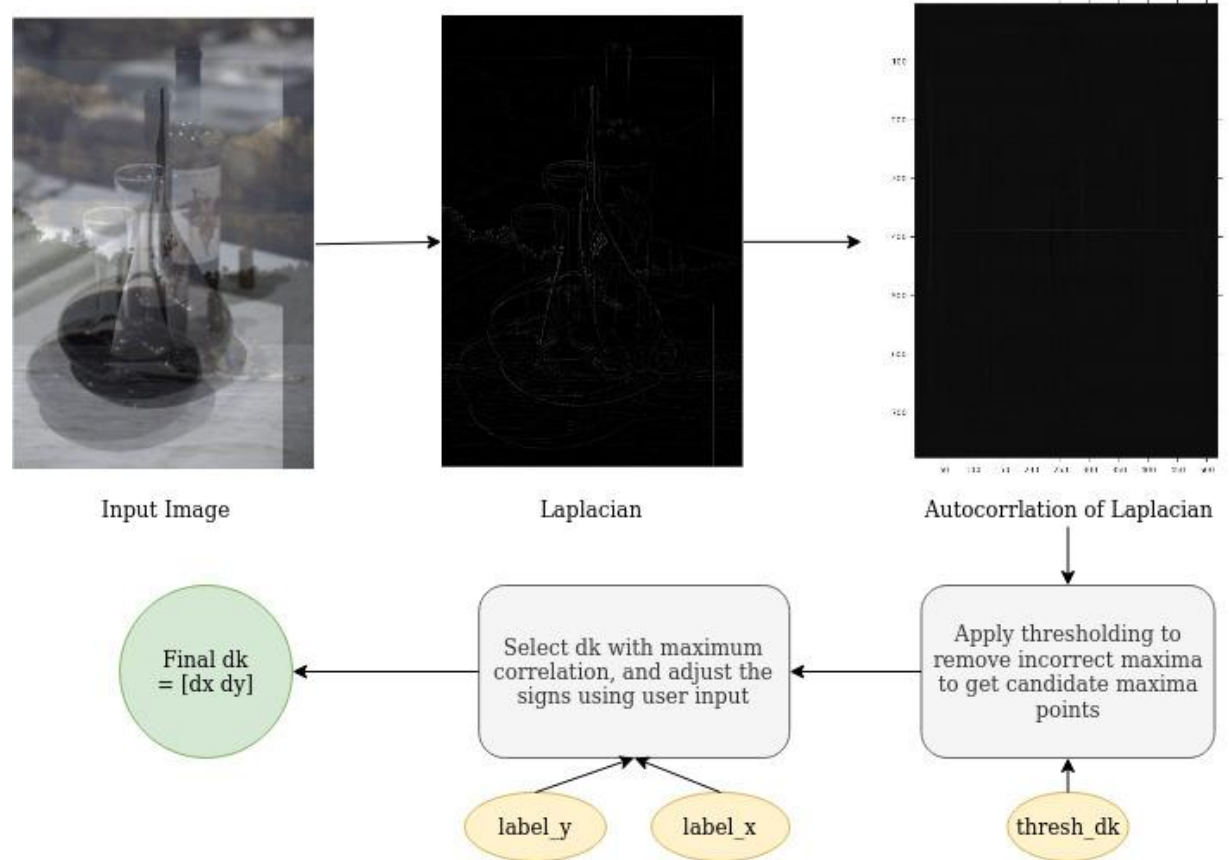 Input Image
Laplacian
Autocorrlation of Laplacian
Apply thresholding to
remove incorrect maxima
to get candidate maxima
points
thresh_dk
Select dk with maximum
correlation, and adjust the
signs using user input
label_y
label_x
Final dk
= [dx dy]